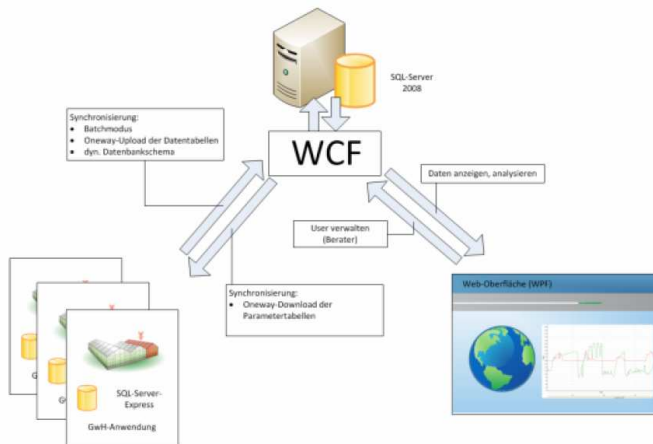 SQL-Server
2008
Synchronisierung:
• Batchmodus
• Oneway-Upload der Datentabellen
• dyn. Datenbankschema
WCF
Daten anzeigen, analysieren
User verwalten
(Berater)
Synchronisierung:
• Oneway-Download der
Parametertabellen
Web-Oberfläche (WPF)
G
G
SQL-Server-
Express
GwH-Anwendung